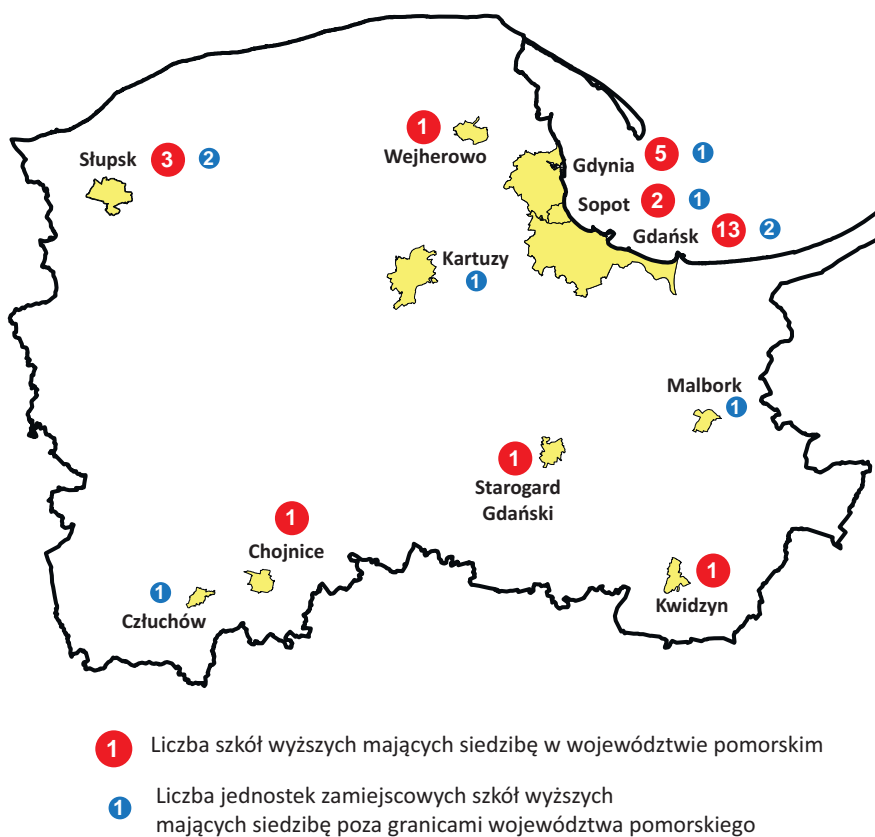 1
Wejherowo
Słupsk 3 2
Gdynia 5 1
Sopot 2 1
Gdańsk 13 2
Kartuzy
1
Malbork
1
1
Starogard
Gdański
1
Chojnice
1
Człuchów
1
Kwidzyn
1 Liczba szkół wyższych mających siedzibę w województwie pomorskim
1 Liczba jednostek zamiejscowych szkół wyższych
mających siedzibę poza granicami województwa pomorskiego